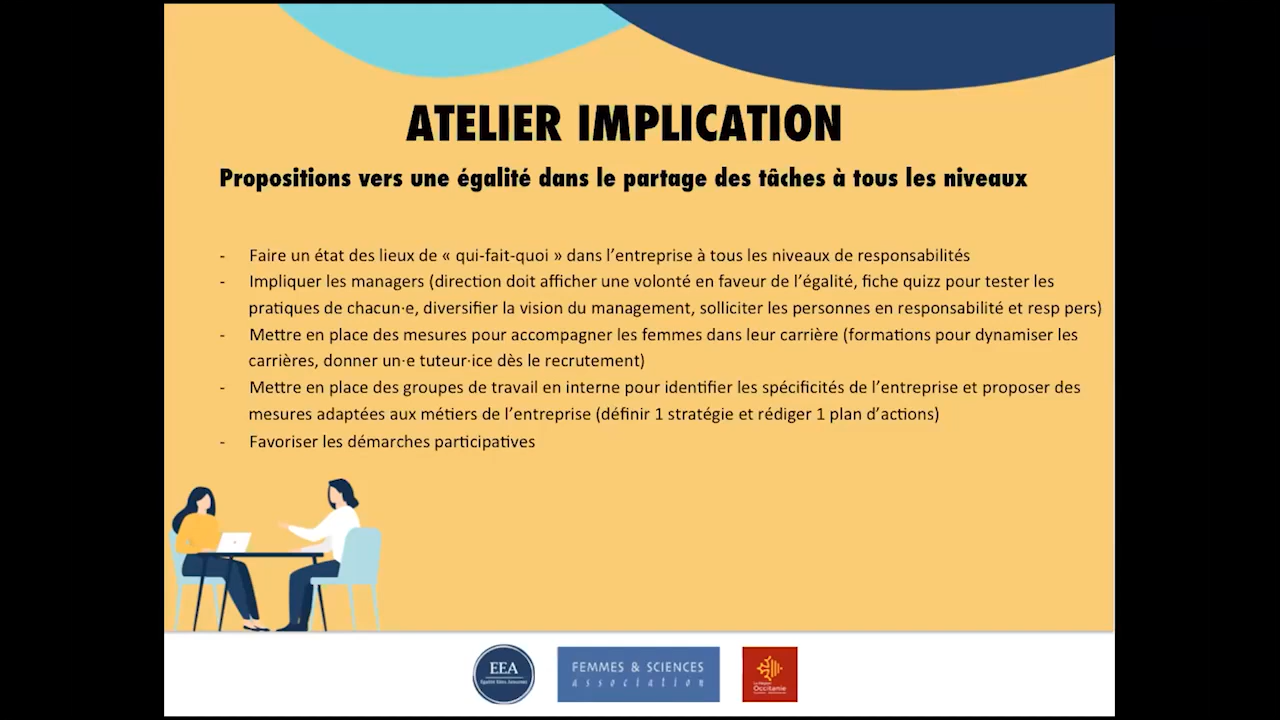 ATELIER IMPLICATION
Propositions vers une égalité dans le partage des tâches à tous les niveaux
- Faire un état des lieux de « qui-fait-quoi » dans l’entreprise à tous les niveaux de responsabilités
- Impliquer les managers (direction doit afficher une volonté en faveur de l’égalité, fiche quizz pour tester les
pratiques de chacun·e, diversifier la vision du management, solliciter les personnes en responsabilité et resp pers)
- Mettre en place des mesures pour accompagner les femmes dans leur carrière (formations pour dynamiser les
carrières, donner un·e tuteur·ice dès le recrutement)
- Mettre en place des groupes de travail en interne pour identifier les spécificités de l’entreprise et proposer des
mesures adaptées aux métiers de l’entreprise (définir 1 stratégie et rédiger 1 plan d’actions)
- Favoriser les démarches participatives
EEA
FEMMES & SCIENCES
association
La Région
Occitanie